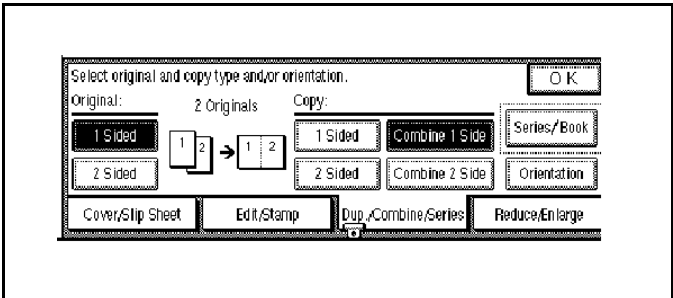 Select original and copy type and/or orientation.
O K
Original:
2 Originals
Copy:
1 Sided
1 2
1 2
1 Sided
Combine 1 Side
Series/Book
2 Sided
2 Sided
Combine 2 Side
Orientation
Cover/Slip Sheet
Edit/Stamp
Dup./Combine/Series
Reduce/Enlarge